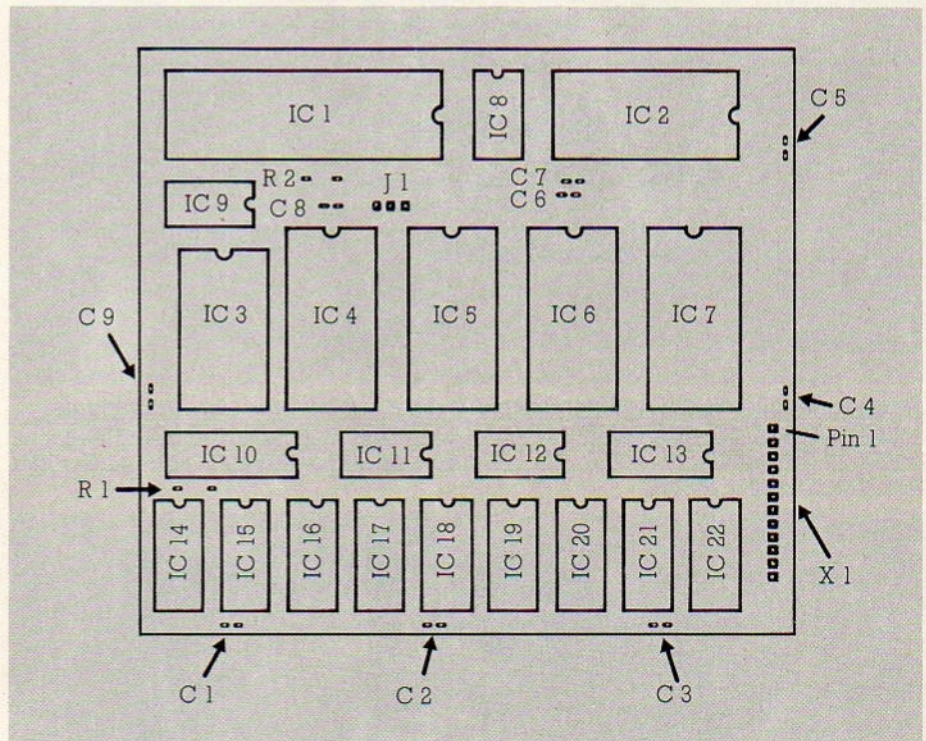 IC 1
IC 8
IC 2
C 5
R 2
J 1
C 7
C 6
IC 9
C 8
IC 3
IC 4
IC 5
IC 6
IC 7
C 9
C 4
Pin 1
IC 10
IC 11
IC 12
IC 13
R 1
IC 14
IC 15
IC 16
IC 17
IC 18
IC 19
IC 20
IC 21
IC 22
X 1
C 1
C 2
C 3